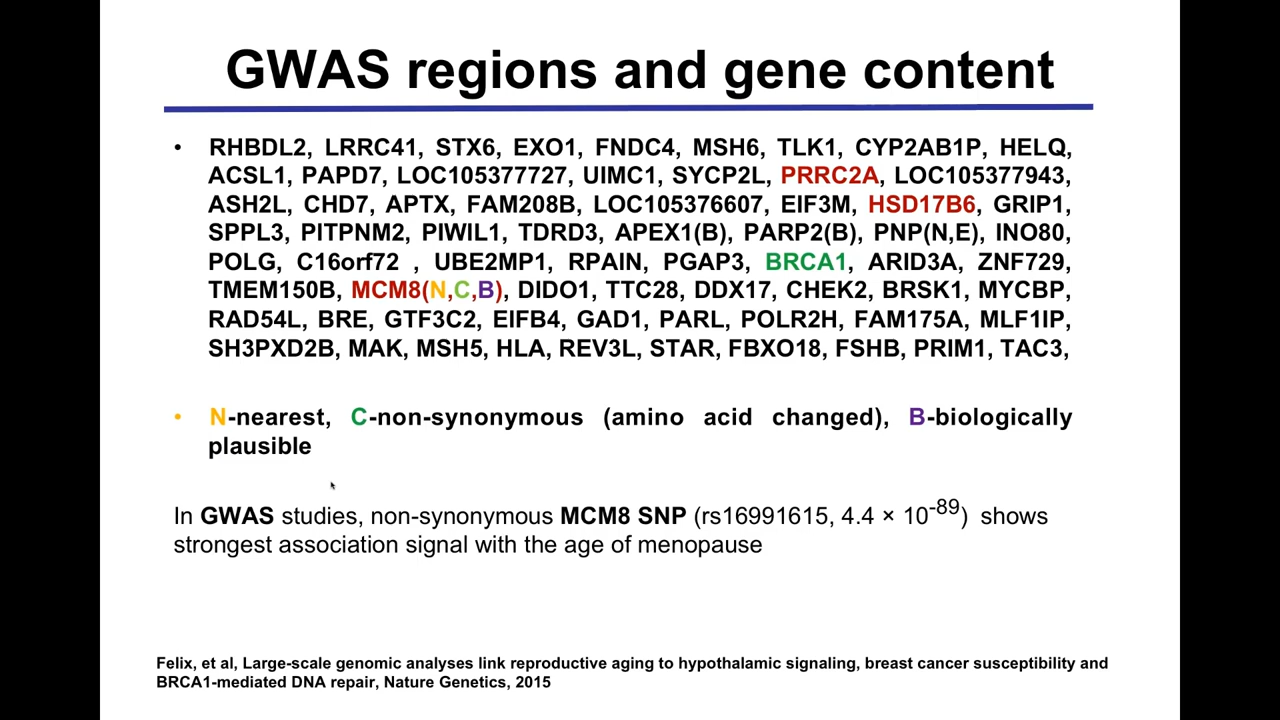 GWAS regions and gene content
• RHBDL2, LRRC41, STX6, EXO1, FNDC4, MSH6, TLK1, CYP2AB1P, HELQ,
ACSL1, PAPD7, LOC105377727, UIMC1, SYCP2L, PRRC2A, LOC105377943,
ASH2L, CHD7, APTX, FAM208B, LOC105376607, EIF3M, HSD17B6, GRIP1,
SPPL3, PITPNM2, PIWIL1, TDRD3, APEX1(B), PARP2(B), PNP(N,E), INO80,
POLG, C16orf72 , UBE2MP1, RPAIN, PGAP3, BRCA1, ARID3A, ZNF729,
TMEM150B, MCM8(N,C,B), DIDO1, TTC28, DDX17, CHEK2, BRSK1, MYCBP,
RAD54L, BRE, GTF3C2, EIFB4, GAD1, PARL, POLR2H, FAM175A, MLF1IP,
SH3PXD2B, MAK, MSH5, HLA, REV3L, STAR, FBXO18, FSHB, PRIM1, TAC3,
• N-nearest, C-non-synonymous (amino acid changed), B-biologically
plausible
In GWAS studies, non-synonymous MCM8 SNP (rs16991615, 4.4 × 10-89) shows
strongest association signal with the age of menopause
Felix, et al, Large-scale genomic analyses link reproductive aging to hypothalamic signaling, breast cancer susceptibility and
BRCA1-mediated DNA repair, Nature Genetics, 2015